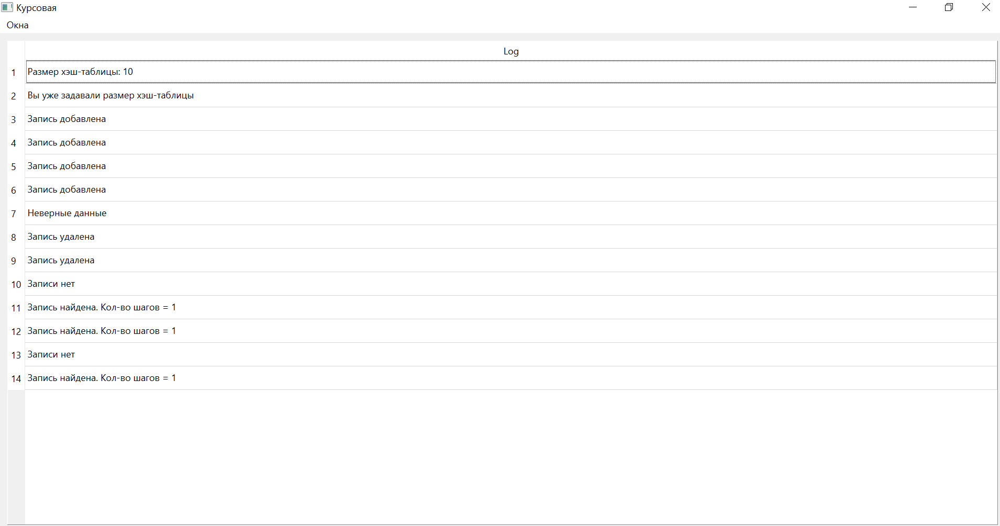 Курсовая
Окна
Log
1 Размер хэш-таблицы: 10
2 Вы уже задавали размер хэш-таблицы
3 Запись добавлена
4 Запись добавлена
5 Запись добавлена
6 Запись добавлена
7 Неверные данные
8 Запись удалена
9 Запись удалена
10 Записи нет
11 Запись найдена. Кол-во шагов = 1
12 Запись найдена. Кол-во шагов = 1
13 Записи нет
14 Запись найдена. Кол-во шагов = 1